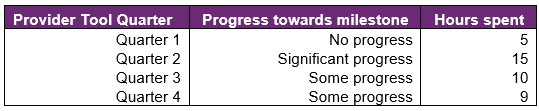 Provider Tool Quarter Progress towards milestone Hours spent
Quarter 1 No progress 5
Quarter 2 Significant progress 15
Quarter 3 Some progress 10
Quarter 4 Some progress 9